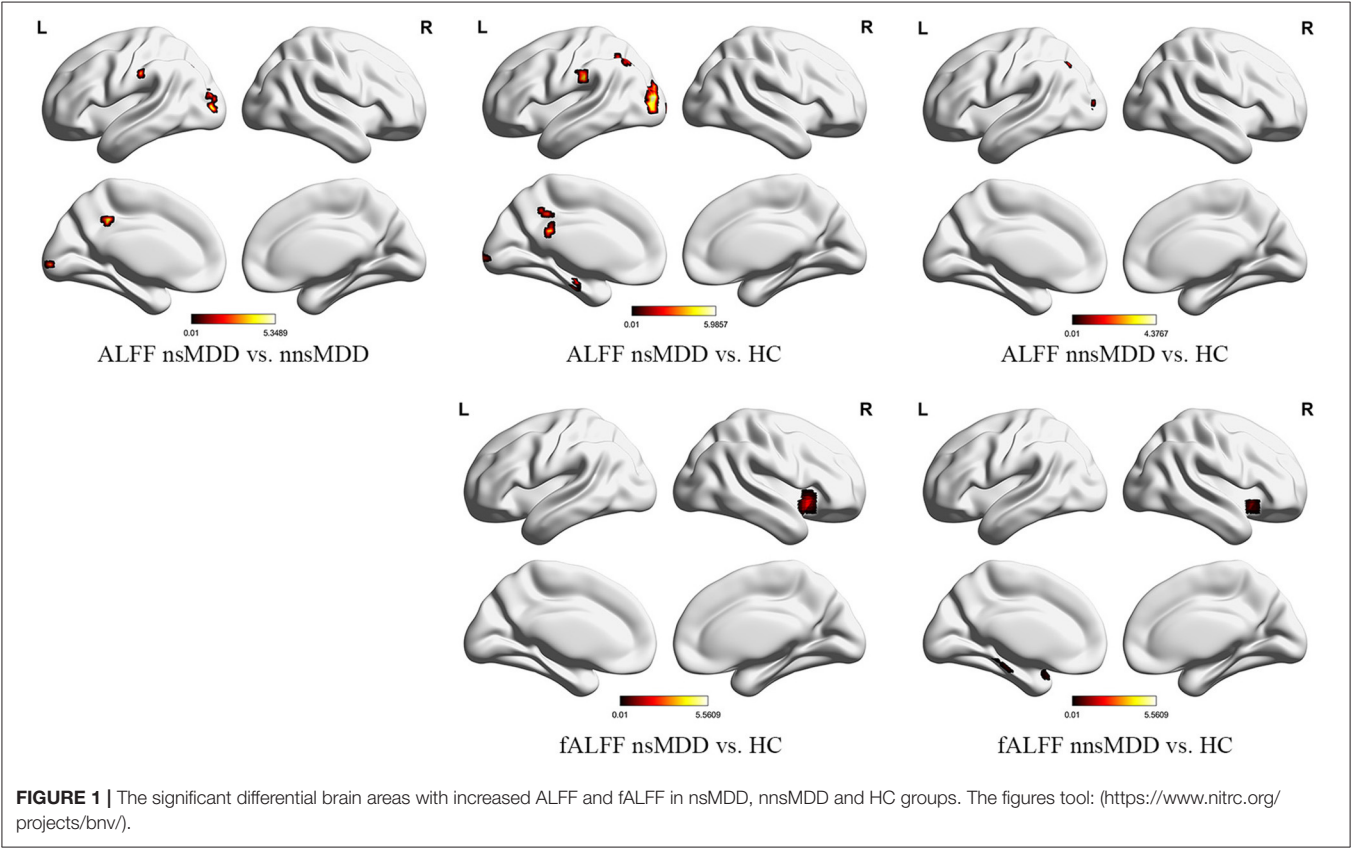 L R L R L R
0.01 5.3489 0.01 5.9857 0.01 4.3767
ALFF nsMDD vs. nnsMDD ALFF nsMDD vs. HC ALFF nnsMDD vs. HC
L R L R
0.01 5.5609 0.01 5.5609
fALFF nsMDD vs. HC fALFF nnsMDD vs. HC
FIGURE 1 | The significant differential brain areas with increased ALFF and fALFF in nsMDD, nnsMDD and HC groups. The figures tool: (https://www.nitrc.org/
projects/bnv/).